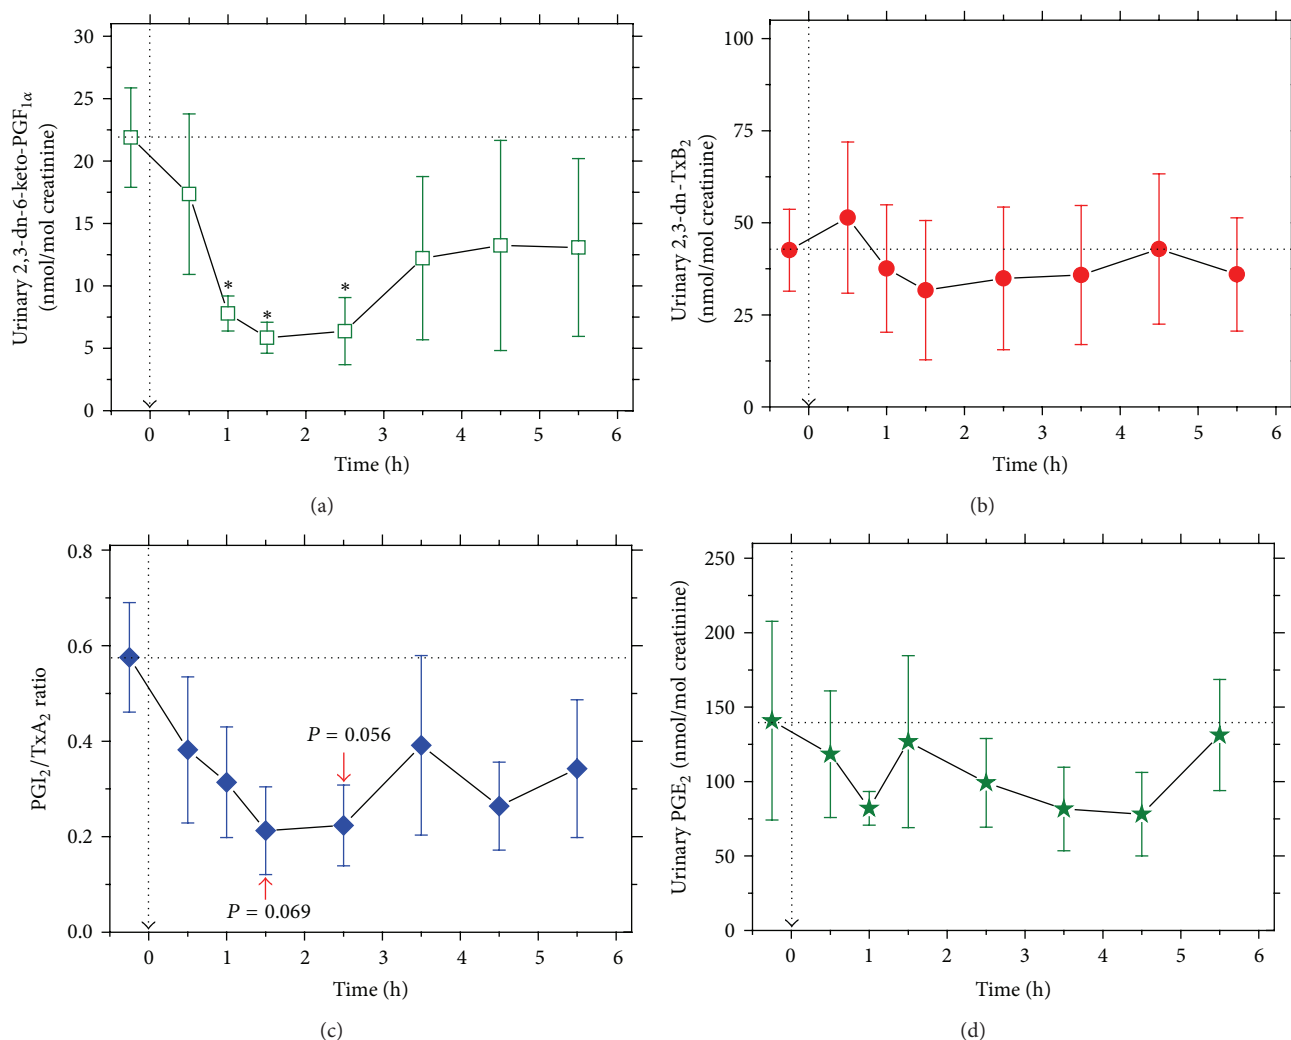 Urinary 2,3-dn-6-keto-PGF1α
(nmol/mol creatinine)
30
25
20
15
10
5
0
*
*
*
0 1 2 3 4 5 6
Time (h)
(a)
Urinary 2,3-dn-TxB2
(nmol/mol creatinine)
100
75
50
25
0
0 1 2 3 4 5 6
Time (h)
(b)
PGI2/TxA2 ratio
0.8
0.6
0.4
0.2
0.0
P = 0.056
P = 0.069
0 1 2 3 4 5 6
Time (h)
(c)
Urinary PGE2 (nmol/mol creatinine)
250
200
150
100
50
0
0 1 2 3 4 5 6
Time (h)
(d)